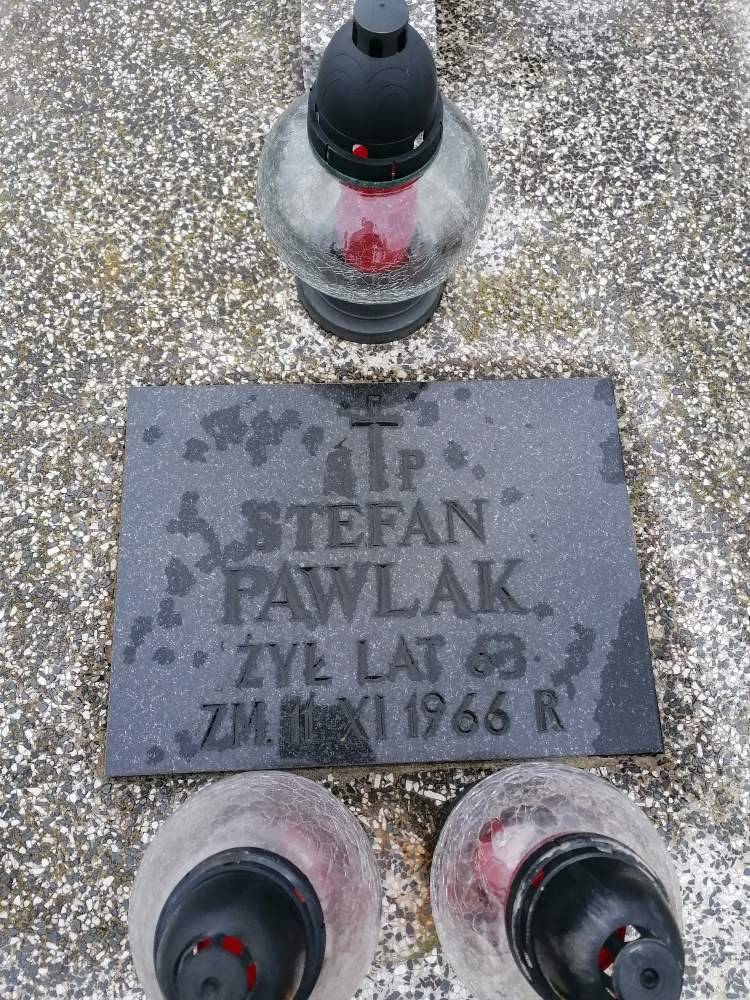 Ś P
STEFAN
PAWLAK
ŻYŁ LAT 63
ZM. 11 XI 1966 R